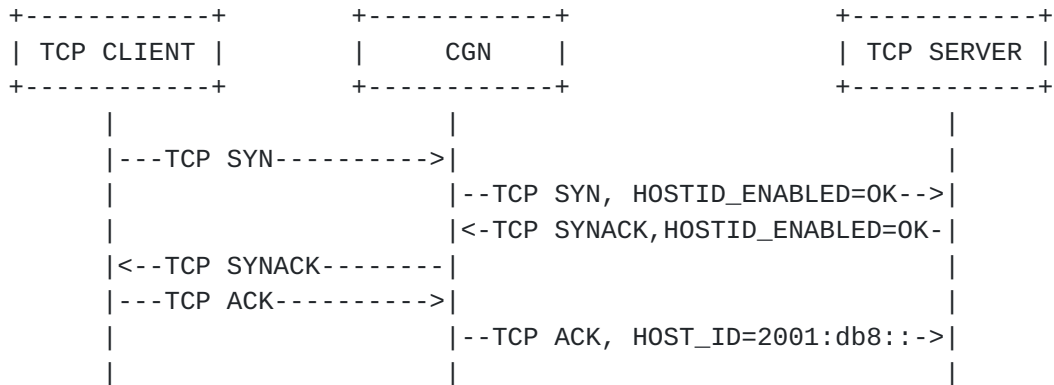 +------------+        +------------+                +------------+
| TCP CLIENT |        |     CGN    |                | TCP SERVER |
+------------+        +------------+                +------------+
      |                     |                              |
      |---TCP SYN---------->|                              |
      |                     |--TCP SYN, HOSTID_ENABLED=OK-->|
      |                     |<-TCP SYNACK,HOSTID_ENABLED=OK-|
      |<--TCP SYNACK--------|                              |
      |---TCP ACK---------->|                              |
      |                     |--TCP ACK, HOST_ID=2001:db8::->|
      |                     |                              |